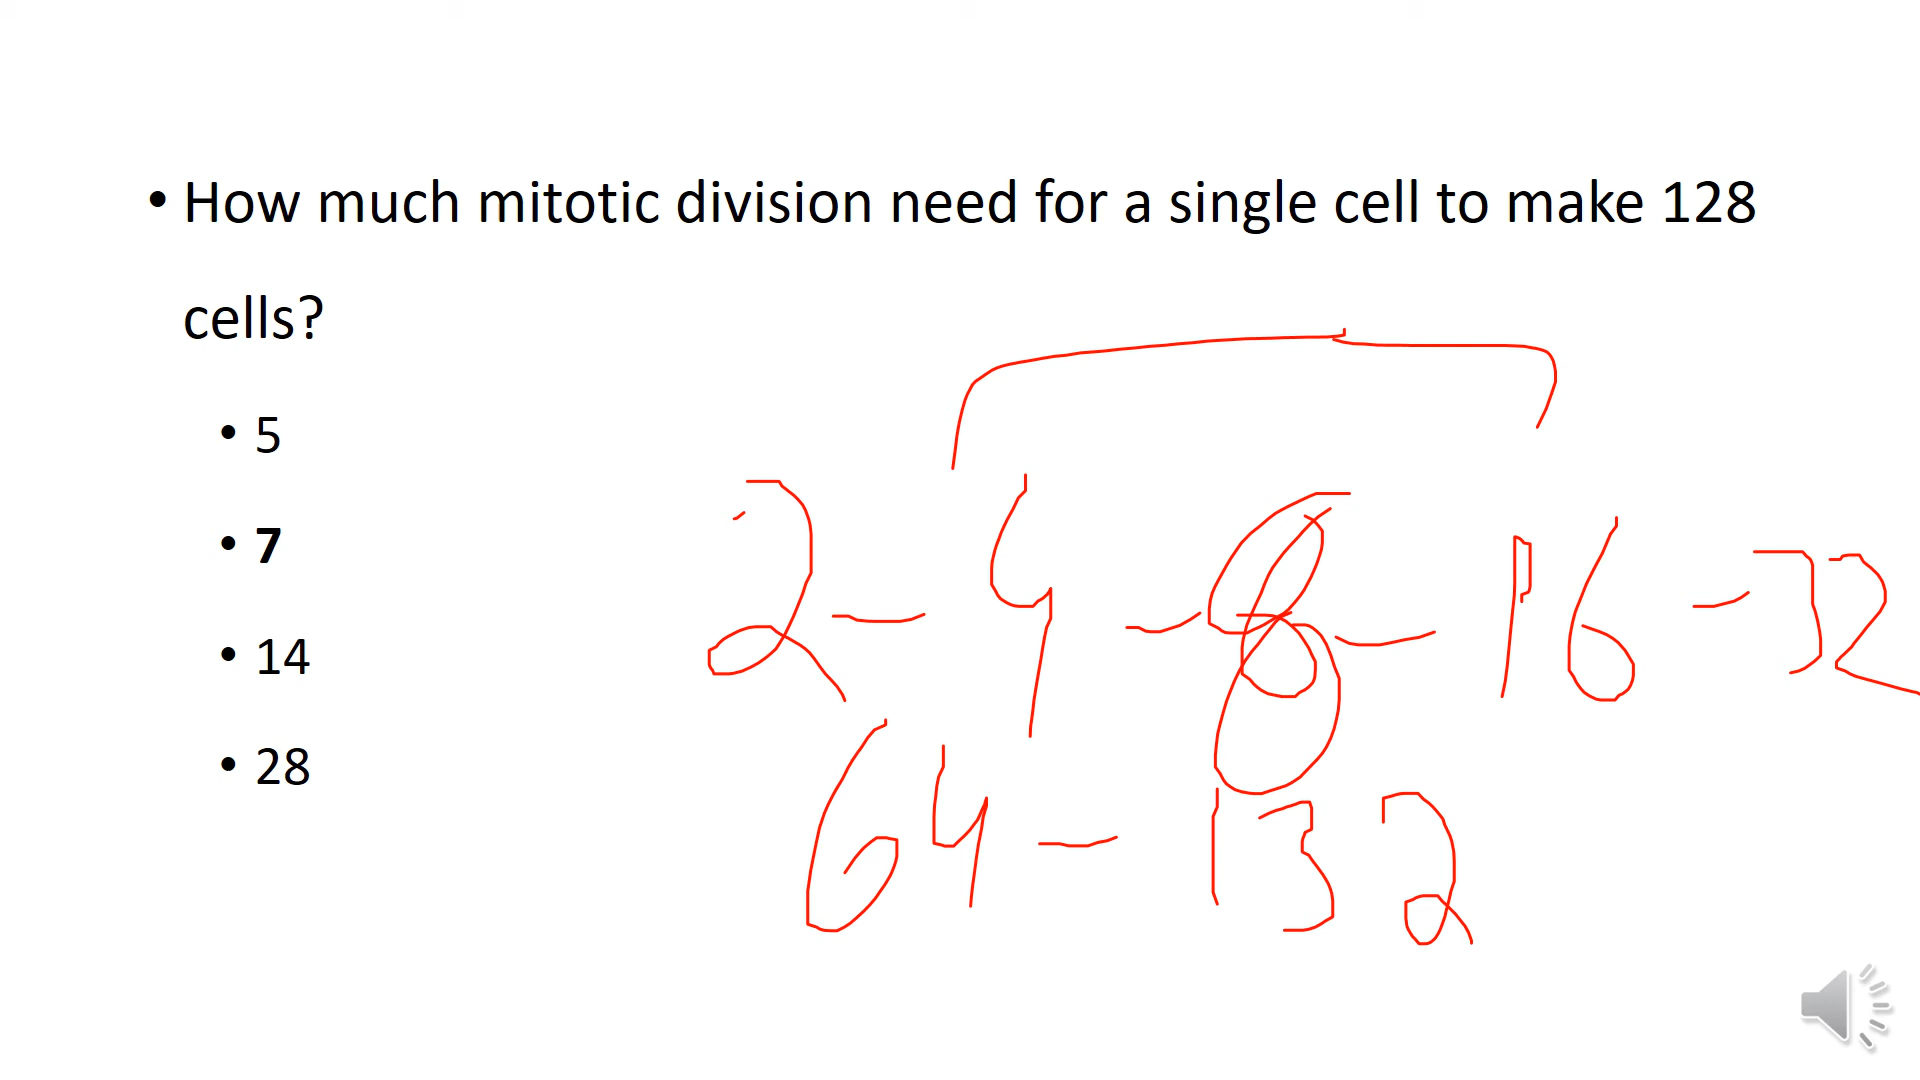 • How much mitotic division need for a single cell to make 128
cells?
• 5
• 7
• 14
• 28
2 - 4 - 8 - 16 - 32
64 - 132